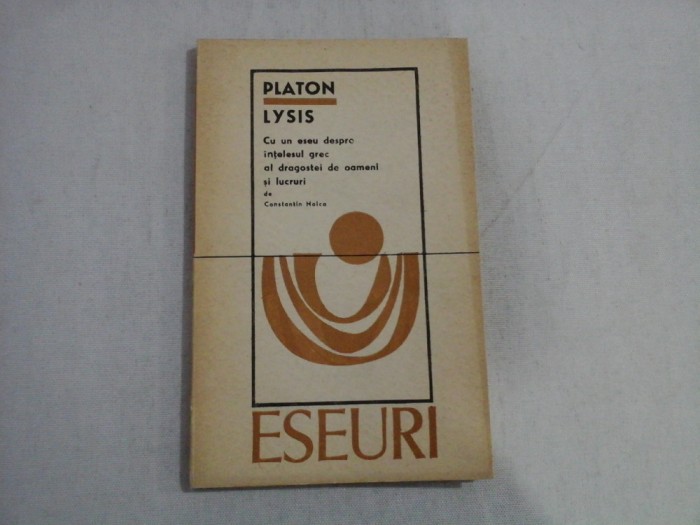 PLATON
LYSIS
Cu un eseu despre
înțelesul grec
al dragostei de oameni
și lucruri
de
Constantin Noica
ESEURI